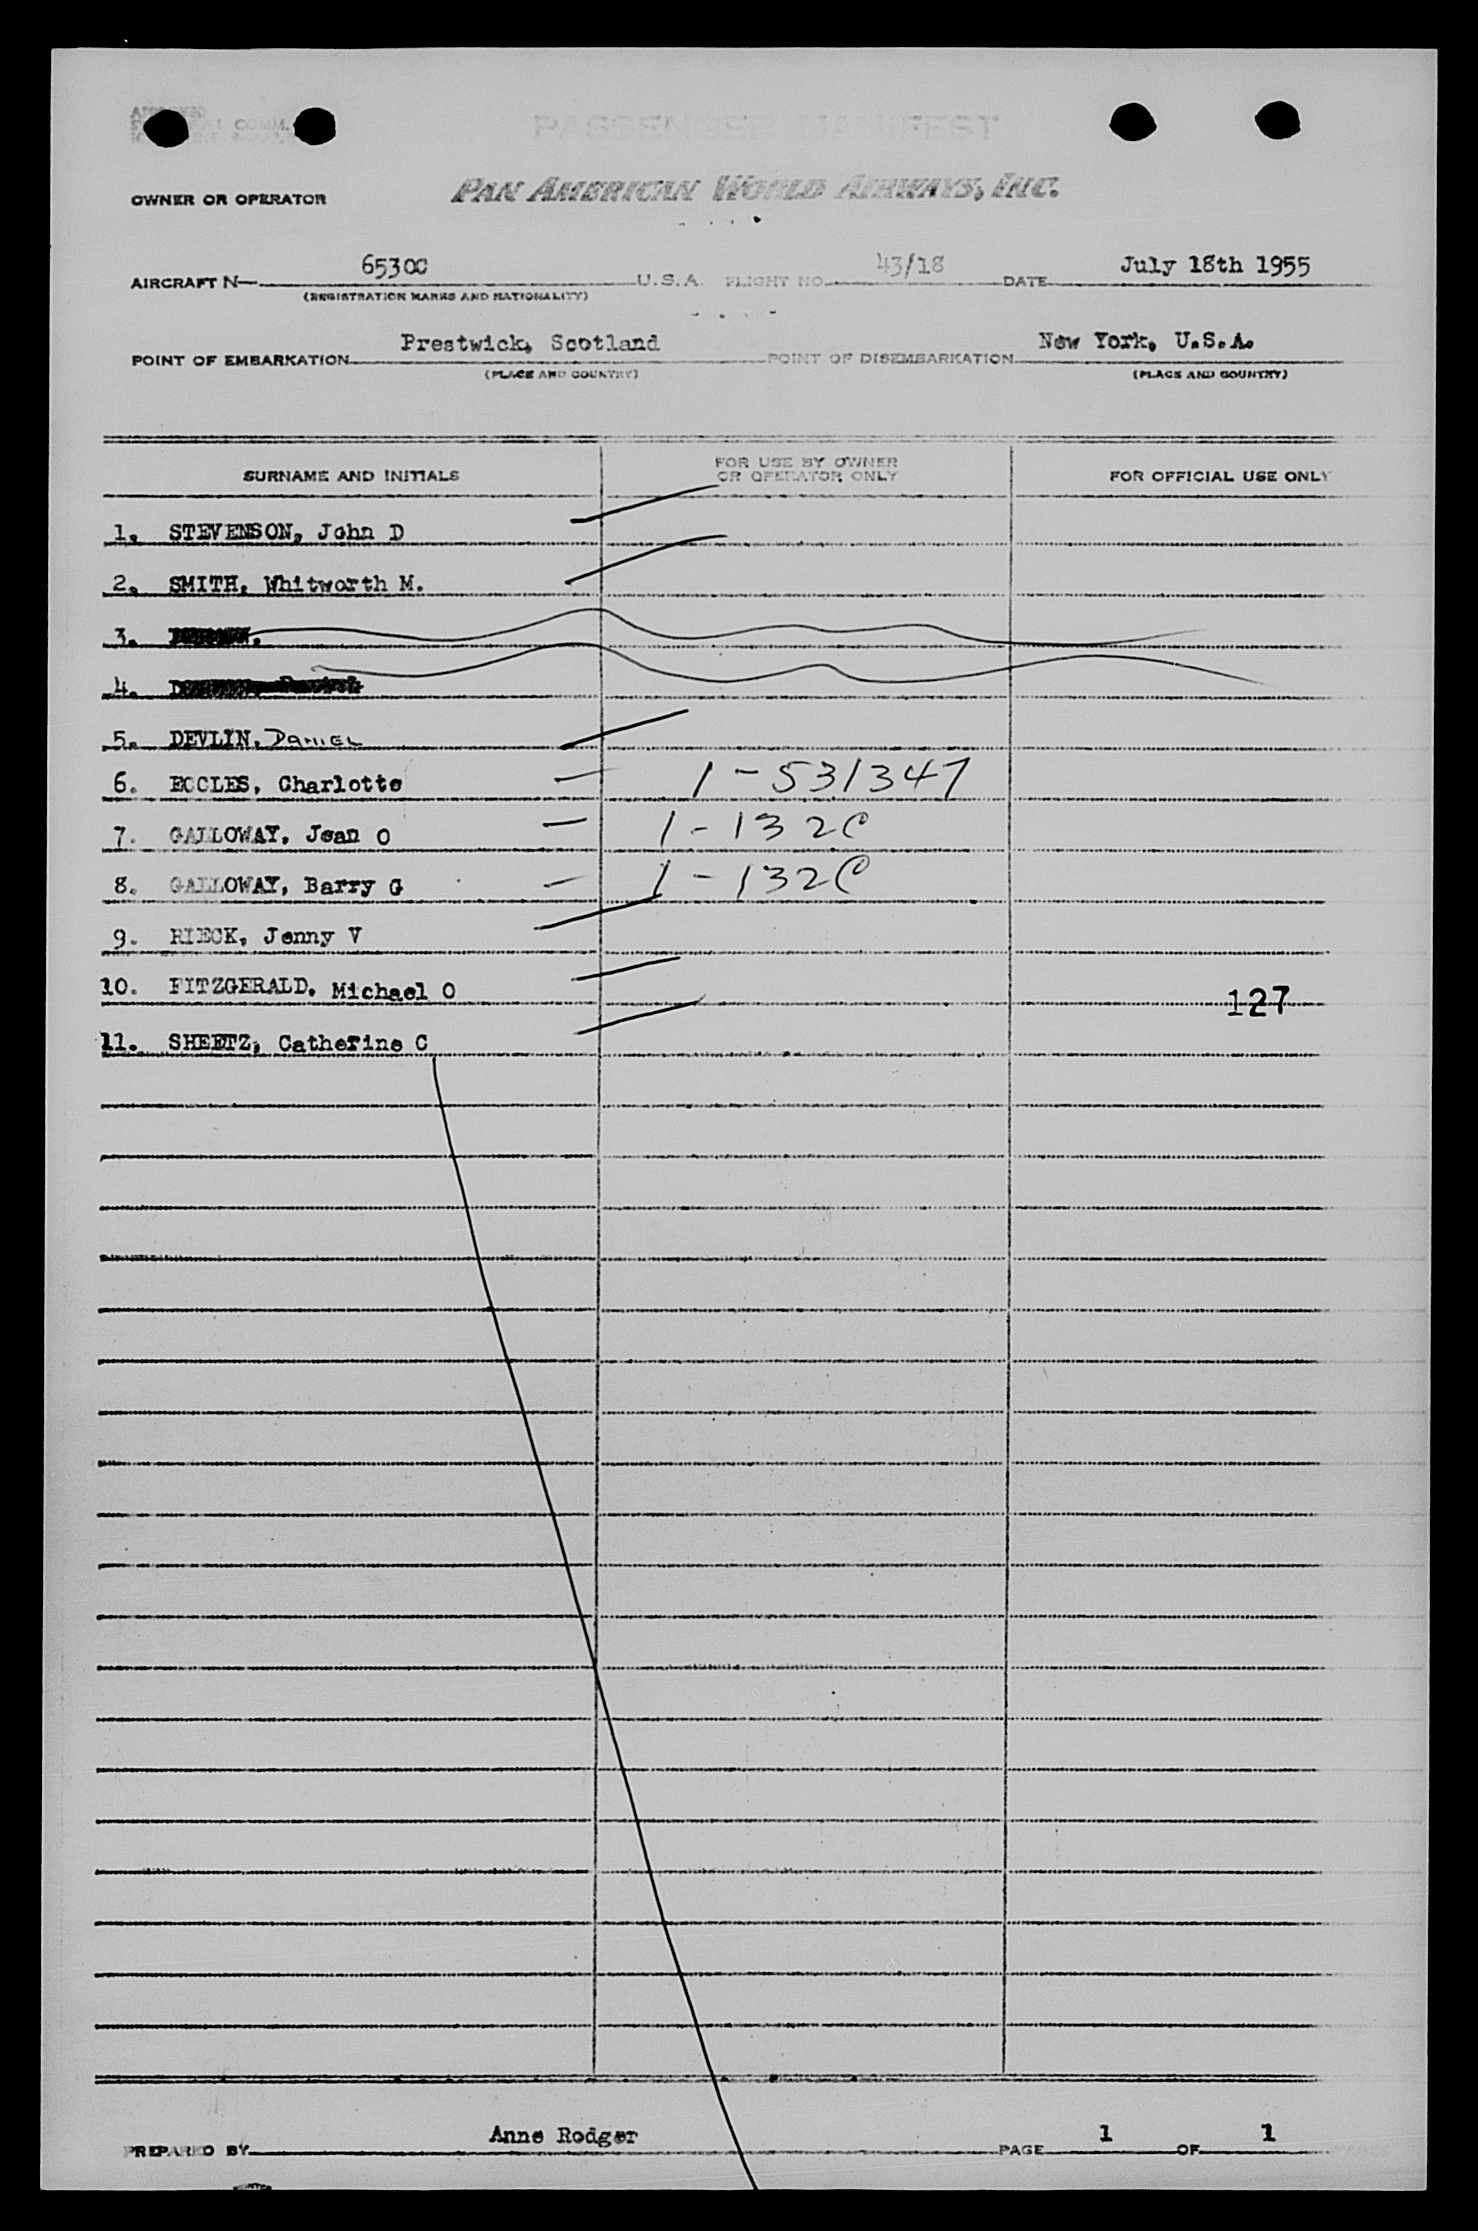 APPROVED
COMM.
PASSENGER MANIFEST
OWNER OR OPERATOR PAN AMERICAN WORLD AIRWAYS, INC.
AIRCRAFT N— 6530C U.S.A. FLIGHT NO. 43/18 DATE July 18th 1955
(REGISTRATION MARKS AND NATIONALITY)
POINT OF EMBARKATION Prestwick, Scotland POINT OF DISEMBARKATION New York, U.S.A.
(PLACE AND COUNTRY) (PLACE AND COUNTRY)
SURNAME AND INITIALS FOR USE BY OWNER OR OPERATOR ONLY FOR OFFICIAL USE ONLY
1. STEVENSON, John D
2. SMITH, Whitworth M.
3.
4.
5. DEVLIN, DANIEL
6. ECCLES, Charlotte 1-531347
7. GALLOWAY, Jean O 1-132C
8. GALLOWAY, Barry G 1-132C
9. RIECK, Jenny V
10. FITZGERALD, Michael O 127
11. SHEETZ, Catherine C
PREPARED BY Anne Rodger PAGE 1 OF 1